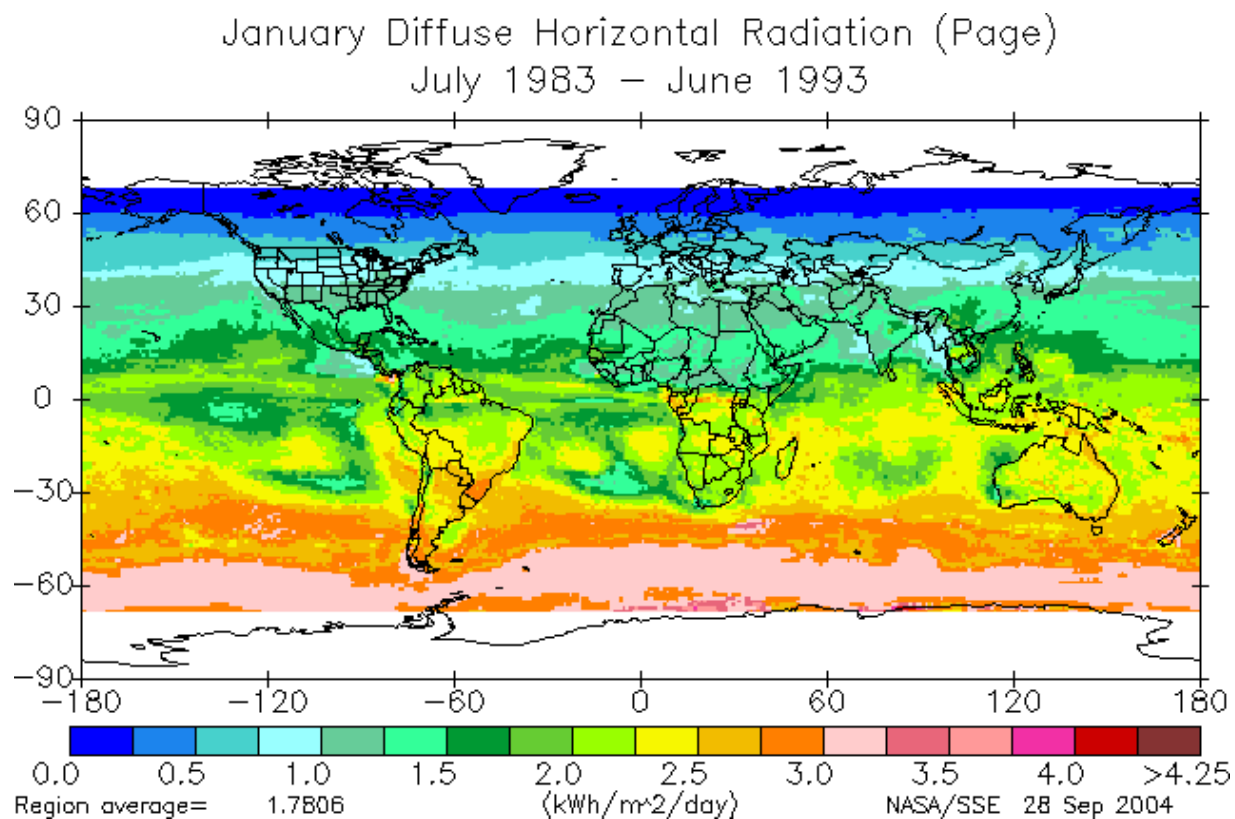 January Diffuse Horizontal Radiation (Page)
July 1983 - June 1993
90
60
30
0
-30
-60
-90
-180 -120 -60 0 60 120 180
0.0 0.5 1.0 1.5 2.0 2.5 3.0 3.5 4.0 >4.25
Region average= 1.7806 (kWh/m^2/day) NASA/SSE 28 Sep 2004